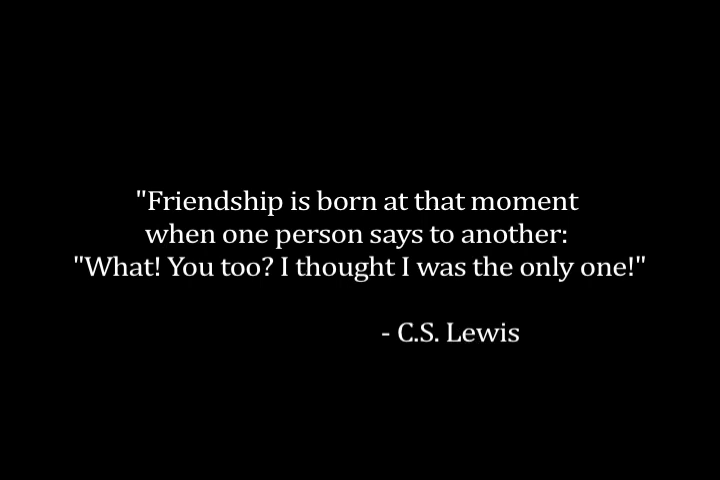 "Friendship is born at that moment
when one person says to another:
"What! You too? I thought I was the only one!"
- C.S. Lewis